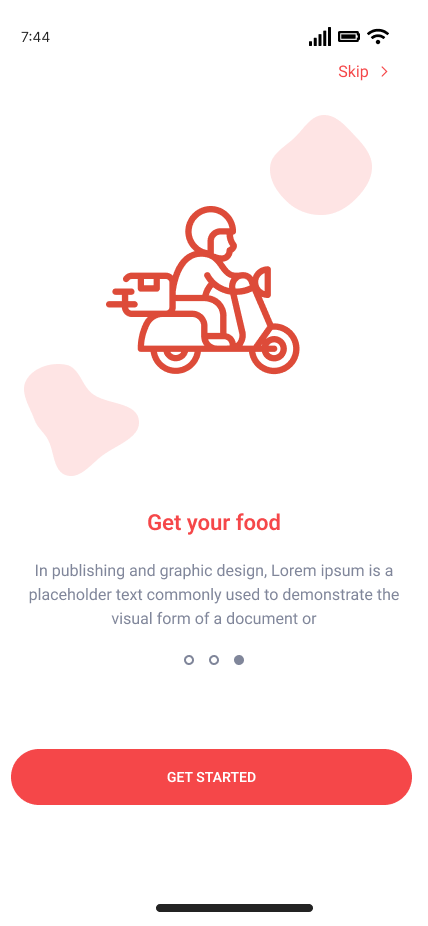 7:44
Skip
Get your food
In publishing and graphic design, Lorem ipsum is a
placeholder text commonly used to demonstrate the
visual form of a document or
GET STARTED